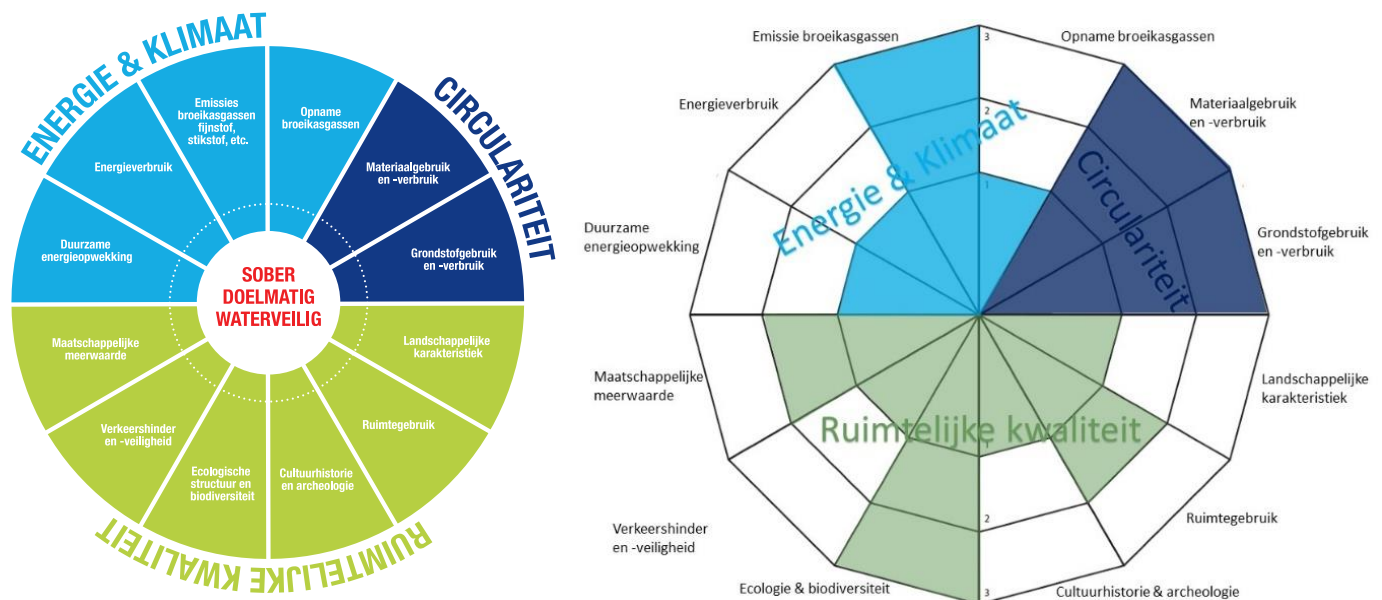 ENERGIE & KLIMAAT
CIRCULARITEIT
RUIMTELIJKE KWALITEIT
Emissies
broeikasgassen
fijnstof,
stikstof, etc.
Opname
broeikasgassen
Energieverbruik
Materiaalgebruik
en -verbruik
Duurzame
energieopwekking
Grondstofgebruik
en -verbruik
SOBER
DOELMATIG
WATERVEILIG
Maatschappelijke
meerwaarde
Landschappelijke
karakteristiek
Verkeershinder
en -veiligheid
Ruimtegebruik
Ecologische
structuur en
biodiversiteit
Cultuurhistorie
en archeologie
Emissie broeikasgassen
3
Opname broeikasgassen
Energieverbruik
2
Materiaalgebruik
en -verbruik
Energie & Klimaat
1
Circulariteit
Duurzame
energieopwekking
Grondstofgebruik
en -verbruik
Maatschappelijke
meerwaarde
Landschappelijke
karakteristiek
Ruimtelijke kwaliteit
1
Verkeershinder
en -veiligheid
2
Ruimtegebruik
Ecologie & biodiversiteit
3
Cultuurhistorie & archeologie